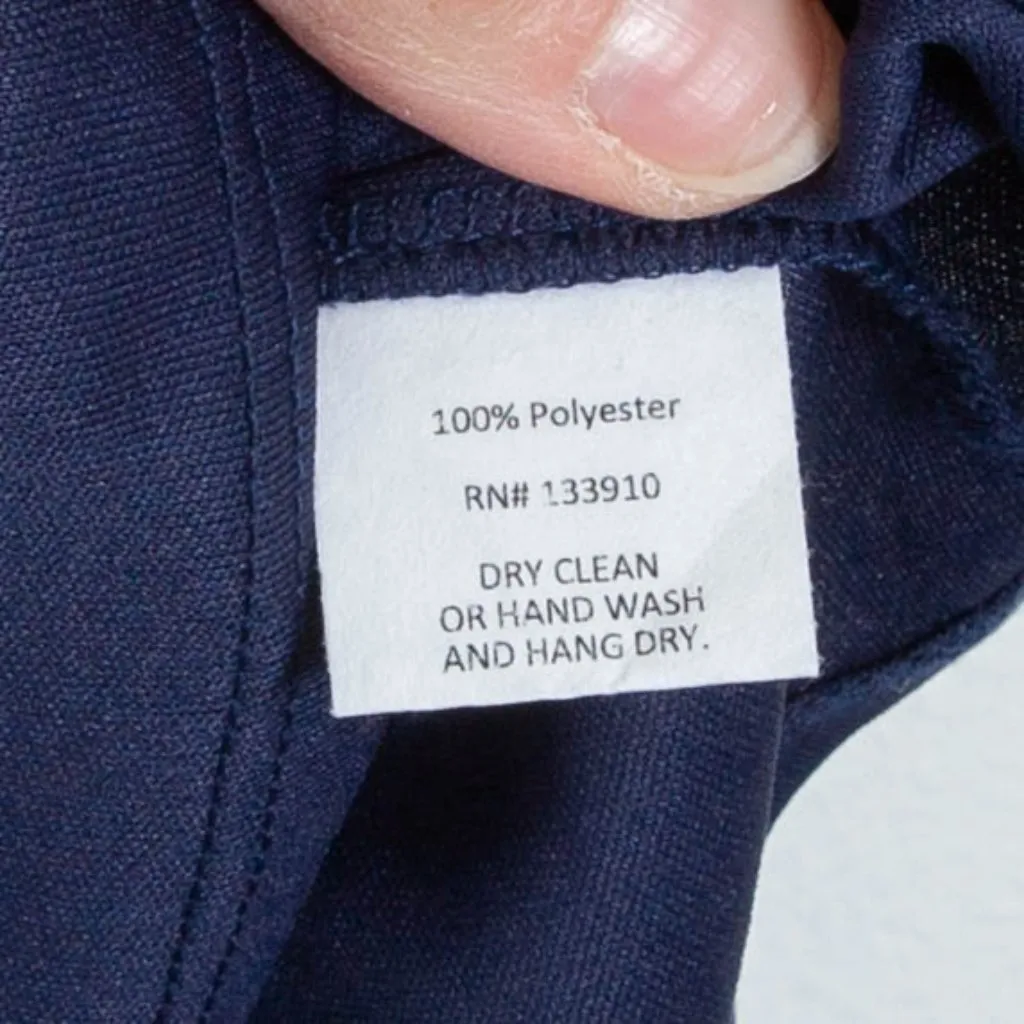 100% Polyester
RN# 133910
DRY CLEAN
OR HAND WASH
AND HANG DRY.